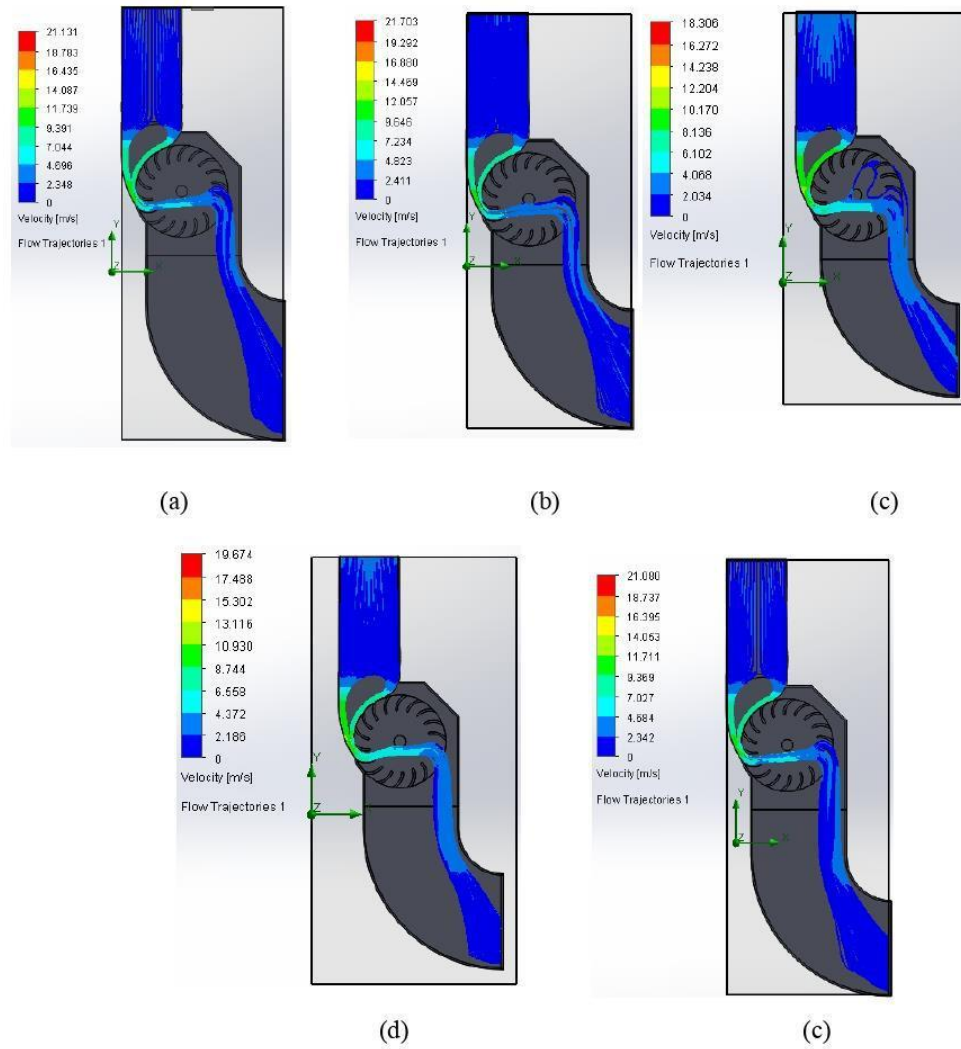 21.131
18.783
16.435
14.087
11.739
9.391
7.044
4.696
2.348
0
Velocity [m/s]
Flow Trajectories 1
Y
Z
X
21.703
19.292
16.880
14.469
12.057
9.646
7.234
4.823
2.411
0
Velocity [m/s]
Flow Trajectories 1
Y
Z
X
18.306
16.272
14.238
12.204
10.170
8.136
6.102
4.068
2.034
0
Velocity [m/s]
Flow Trajectories 1
Y
Z
X
(a)
(b)
(c)
19.674
17.488
15.302
13.116
10.930
8.744
6.559
4.372
2.186
0
Velocity [m/s]
Flow Trajectories 1
Y
Z
21.080
18.737
16.395
14.053
11.711
9.369
7.027
4.684
2.342
0
Velocity [m/s]
Flow Trajectories 1
Y
Z
X
(d)
(c)